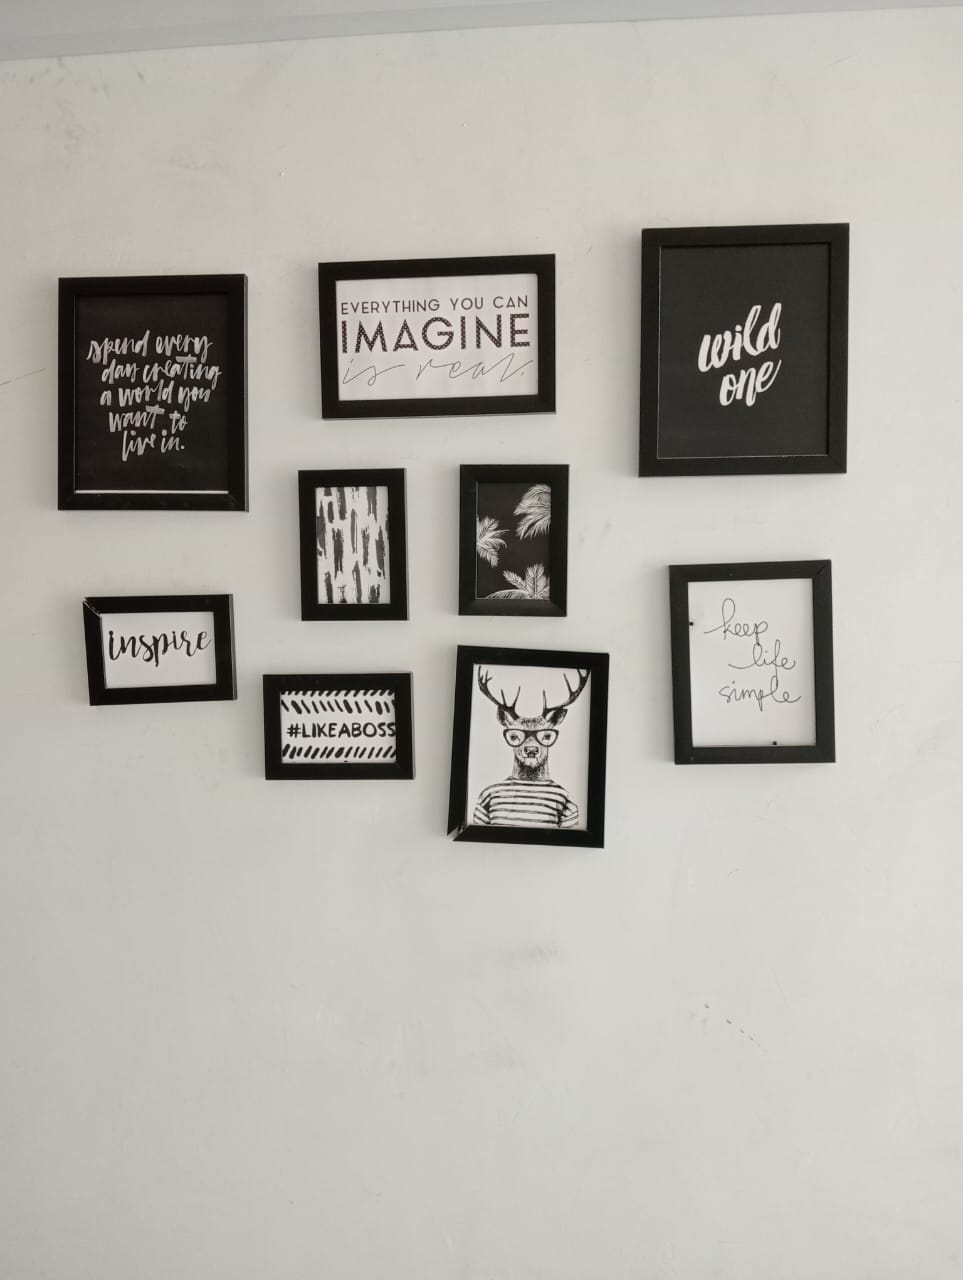 spend every
day creating
a world you
want to
live in.
EVERYTHING YOU CAN
IMAGINE
is real.
wild
one
inspire
#LIKEABOSS
keep
life
simple